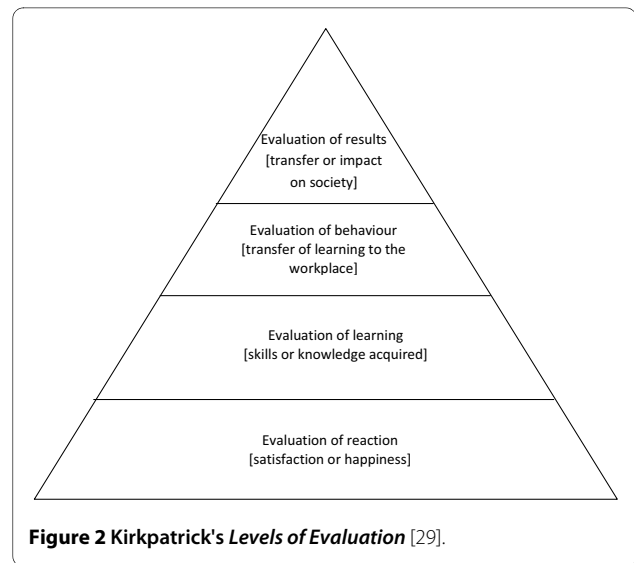 Evaluation of results
[transfer or impact
on society]
Evaluation of behaviour
[transfer of learning to the
workplace]
Evaluation of learning
[skills or knowledge acquired]
Evaluation of reaction
[satisfaction or happiness]
Figure 2 Kirkpatrick's Levels of Evaluation [29].